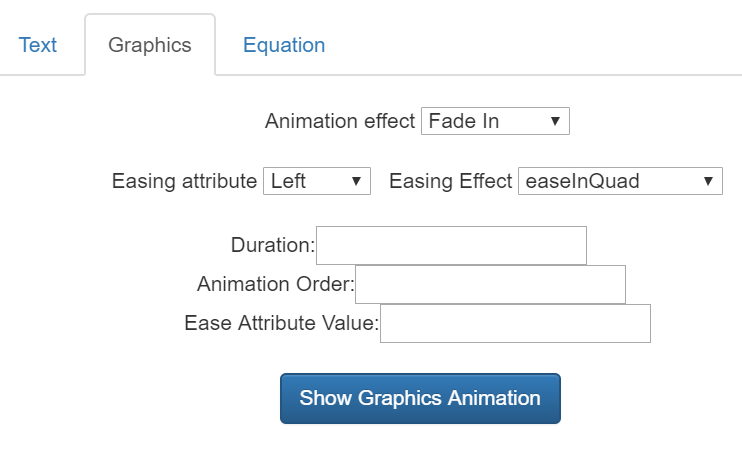 Text Graphics Equation
Animation effect Fade In
Easing attribute Left Easing Effect easeInQuad
Duration:
Animation Order:
Ease Attribute Value:
Show Graphics Animation